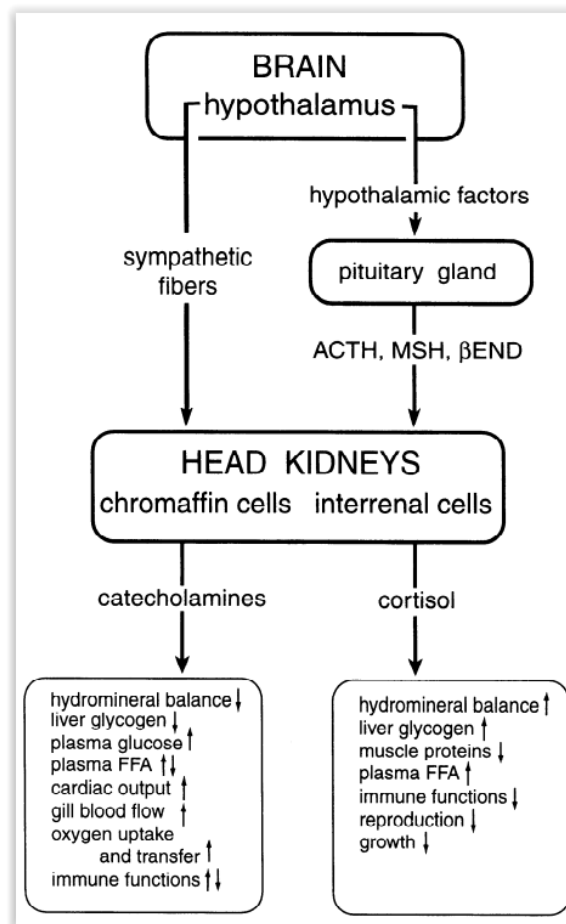 BRAIN
hypothalamus
hypothalamic factors
sympathetic
fibers
pituitary gland
ACTH, MSH, βEND
HEAD KIDNEYS
chromaffin cells interrenal cells
catecholamines
cortisol
hydromineral balance ↓
liver glycogen ↓
plasma glucose ↑
plasma FFA ↑↓
cardiac output ↑
gill blood flow ↑
oxygen uptake
and transfer ↑
immune functions ↑↓
hydromineral balance ↑
liver glycogen ↑
muscle proteins ↓
plasma FFA ↑
immune functions ↓
reproduction ↓
growth ↓